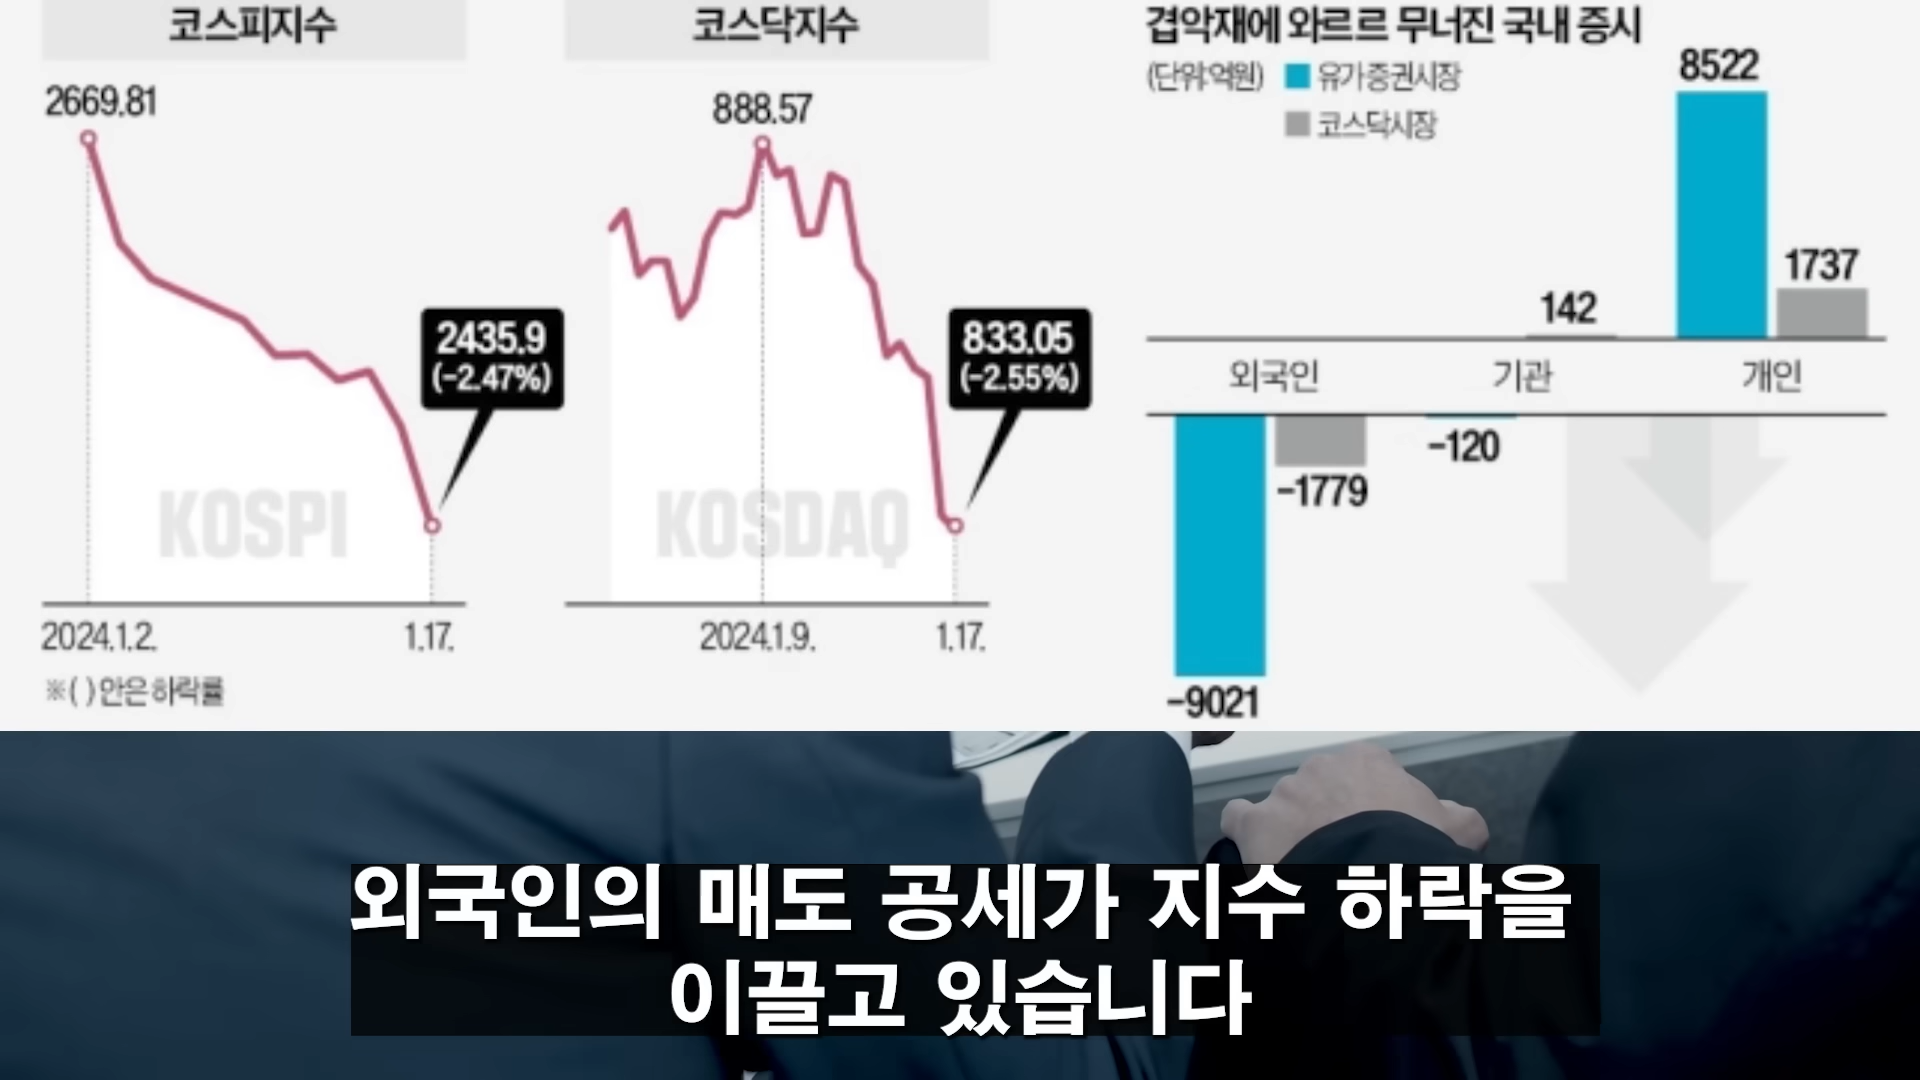 코스피지수
2669.81
2435.9
(-2.47%)
KOSPI
2024.1.2.
1.17.
※( ) 안은 하락률
코스닥지수
888.57
833.05
(-2.55%)
KOSDAQ
2024.1.9.
1.17.
겹악재에 와르르 무너진 국내 증시
(단위:억원)
유가증권시장
코스닥시장
8522
1737
142
외국인
기관
개인
-120
-1779
-9021
외국인의 매도 공세가 지수 하락을
이끌고 있습니다